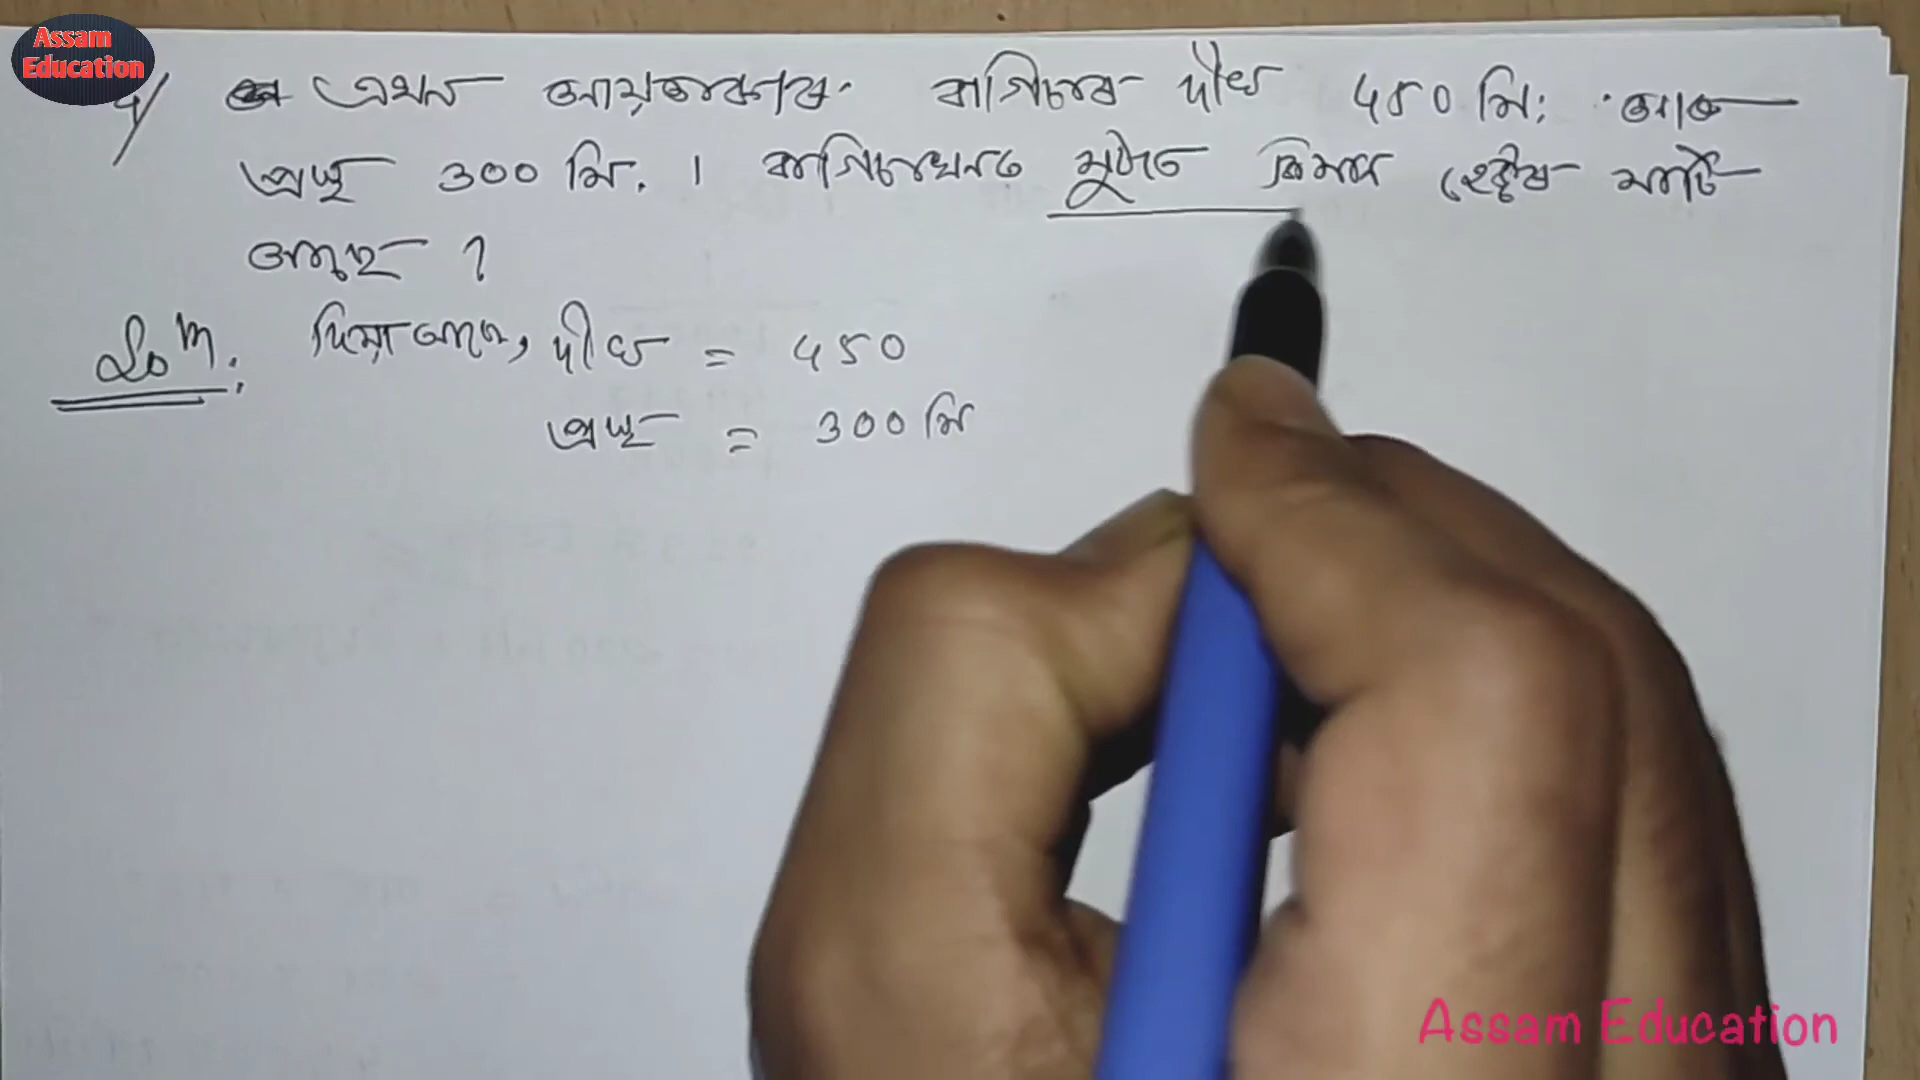 Assam
Education
এখন আয়তাকাৰ বাগিচাৰ দীঘ 450 মি: আৰু
প্ৰস্থ 300 মি. । বাগিচাখনত মুঠতে কিমান হেক্টৰ মাটি
আছে ?
Solⁿ: দিয়া আছে, দীঘ = 450
প্ৰস্থ = 300 মি
Assam Education